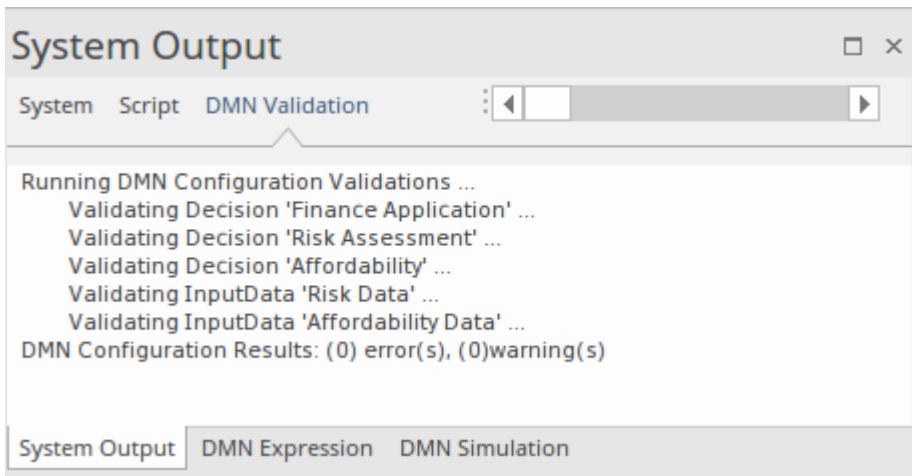 System Output
System Script DMN Validation
Running DMN Configuration Validations ...
Validating Decision 'Finance Application' ...
Validating Decision 'Risk Assessment' ...
Validating Decision 'Affordability' ...
Validating InputData 'Risk Data' ...
Validating InputData 'Affordability Data' ...
DMN Configuration Results: (0) error(s), (0)warning(s)
System Output DMN Expression DMN Simulation